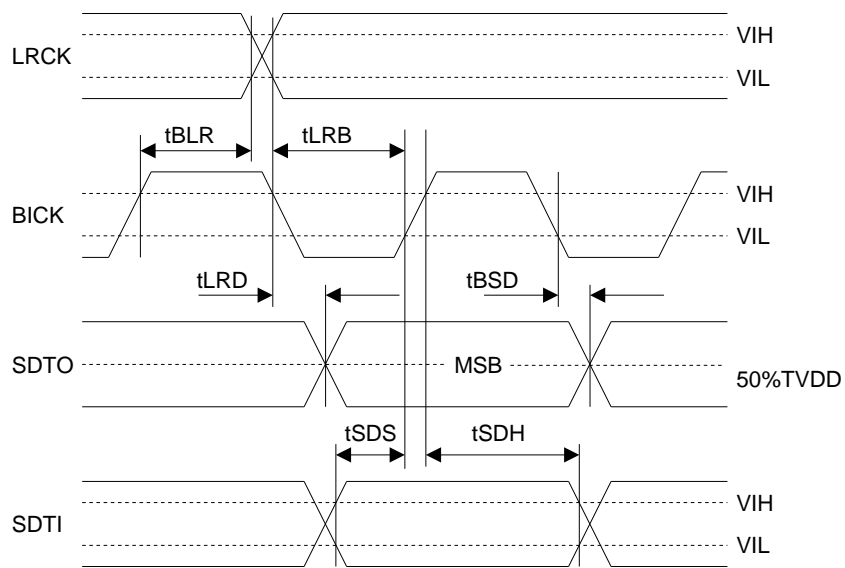 VIH
LRCK
VIL
tBLR
tLRB
VIH
BICK
VIL
tLRD
tBSD
SDTO
MSB
50%TVDD
tSDS
tSDH
VIH
SDTI
VIL